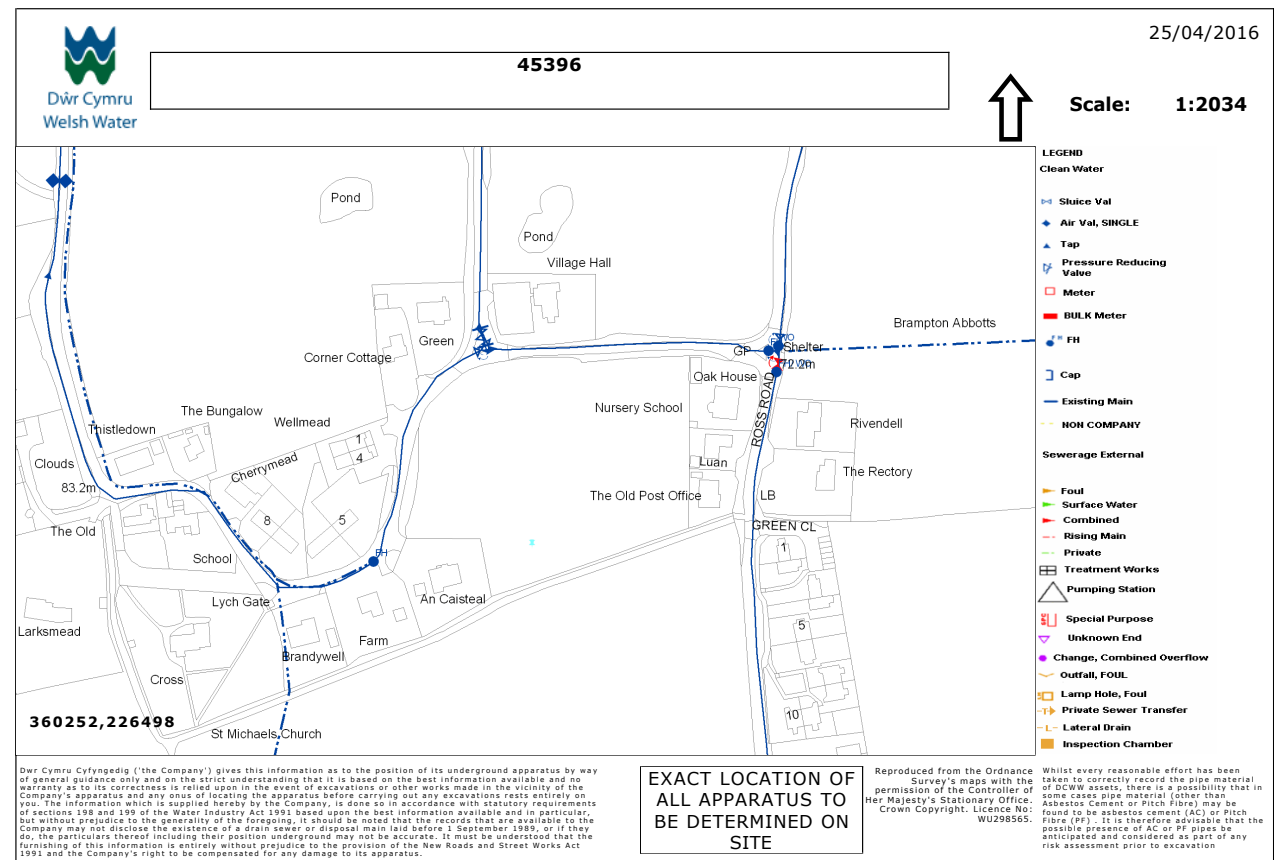 25/04/2016
45396
Dŵr Cymru
Welsh Water
Scale: 1:2034
LEGEND
Clean Water
Sluice Val
Air Val, SINGLE
Tap
Pressure Reducing
Valve
Meter
BULK Meter
FH
Cap
Existing Main
NON COMPANY
Sewerage External
Foul
Surface Water
Combined
Rising Main
Private
Treatment Works
Pumping Station
Special Purpose
Unknown End
Change, Combined Overflow
Outfall, FOUL
Lamp Hole, Foul
Private Sewer Transfer
Lateral Drain
Inspection Chamber
Pond
Pond
Village Hall
Brampton Abbotts
Green
GP
Shelter
Corner Cottage
72.2m
Oak House
Nursery School
ROSS ROAD
The Bungalow
Wellmead
Thistledown
Rivendell
1
4
Clouds
Cherrymead
Luan
The Rectory
83.2m
The Old Post Office
LB
8
5
The Old
GREEN CL
School
FH
1
Lych Gate
An Caisteal
Larksmead
5
Farm
Brandywell
Cross
10
360252,226498
St Michaels Church
Dwr Cymru Cyfyngedig ('the Company') gives this information as to the position of its underground apparatus by way
of general guidance only and on the strict understanding that it is based on the best information available and no
warranty as to its correctness is relied upon in the event of excavations or other works made in the vicinity of the
Company's apparatus and any onus of locating the apparatus before carrying out any excavations rests entirely on
you. The information which is supplied hereby by the Company, is done so in accordance with statutory requirements
of sections 198 and 199 of the Water Industry Act 1991 based upon the best information available and in particular,
but without prejudice to the generality of the foregoing, it should be noted that the records that are available to the
Company may not disclose the existence of a drain sewer or disposal main laid before 1 September 1989, or if they
do, the particulars thereof including their position underground may not be accurate. It must be understood that the
furnishing of this information is entirely without prejudice to the provision of the New Roads and Street Works Act
1991 and the Company's right to be compensated for any damage to its apparatus.
EXACT LOCATION OF
ALL APPARATUS TO
BE DETERMINED ON
SITE
Reproduced from the Ordnance
Survey's maps with the
permission of the Controller of
Her Majesty's Stationary Office.
Crown Copyright. Licence No:
WU298565.
Whilst every reasonable effort has been
taken to correctly record the pipe material
of DCWW assets, there is a possibility that in
some cases pipe material (other than
Asbestos Cement or Pitch Fibre) may be
found to be asbestos cement (AC) or Pitch
Fibre (PF) . It is therefore advisable that the
possible presence of AC or PF pipes be
anticipated and considered as part of any
risk assessment prior to excavation